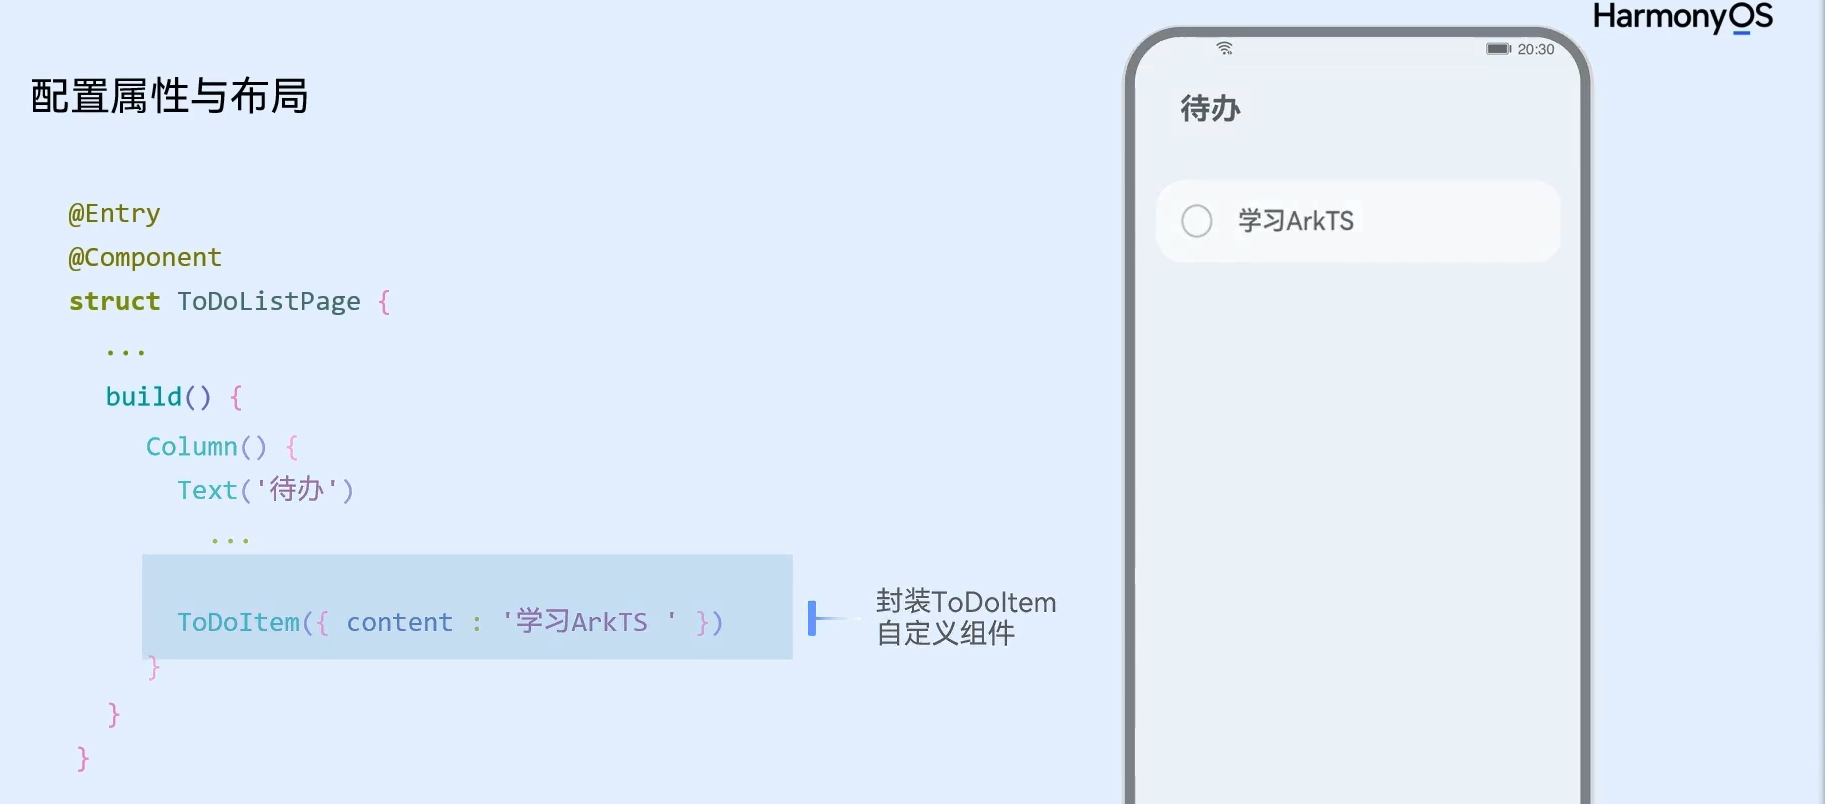 HarmonyOS
配置属性与布局
@Entry
@Component
struct ToDoListPage {
...
build() {
Column() {
Text('待办')
...
ToDoItem({ content : '学习ArkTS ' })
}
}
}
封装ToDoItem
自定义组件
20:30
待办
学习ArkTS